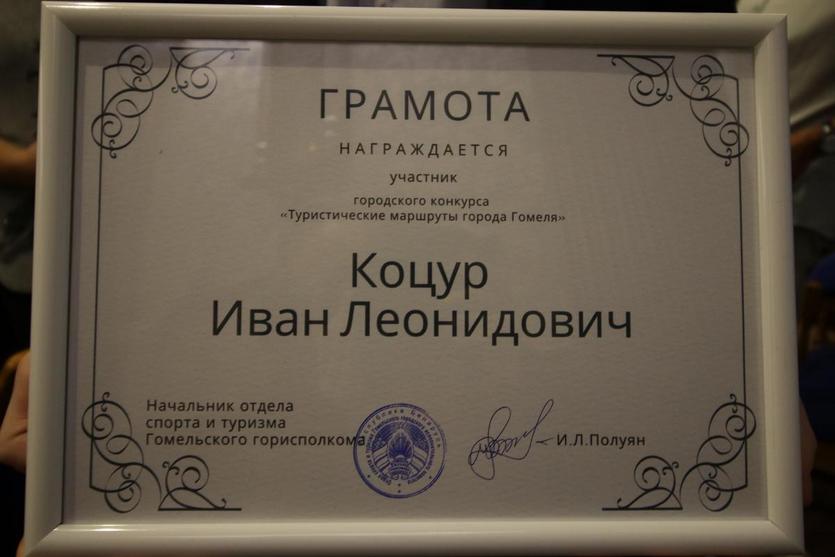 ГРАМОТА
НАГРАЖДАЕТСЯ
участник
городского конкурса
«Туристические маршруты города Гомеля»
Коцур
Иван Леонидович
Начальник отдела
спорта и туризма
Гомельского горисполкома
И.Л.Полуян